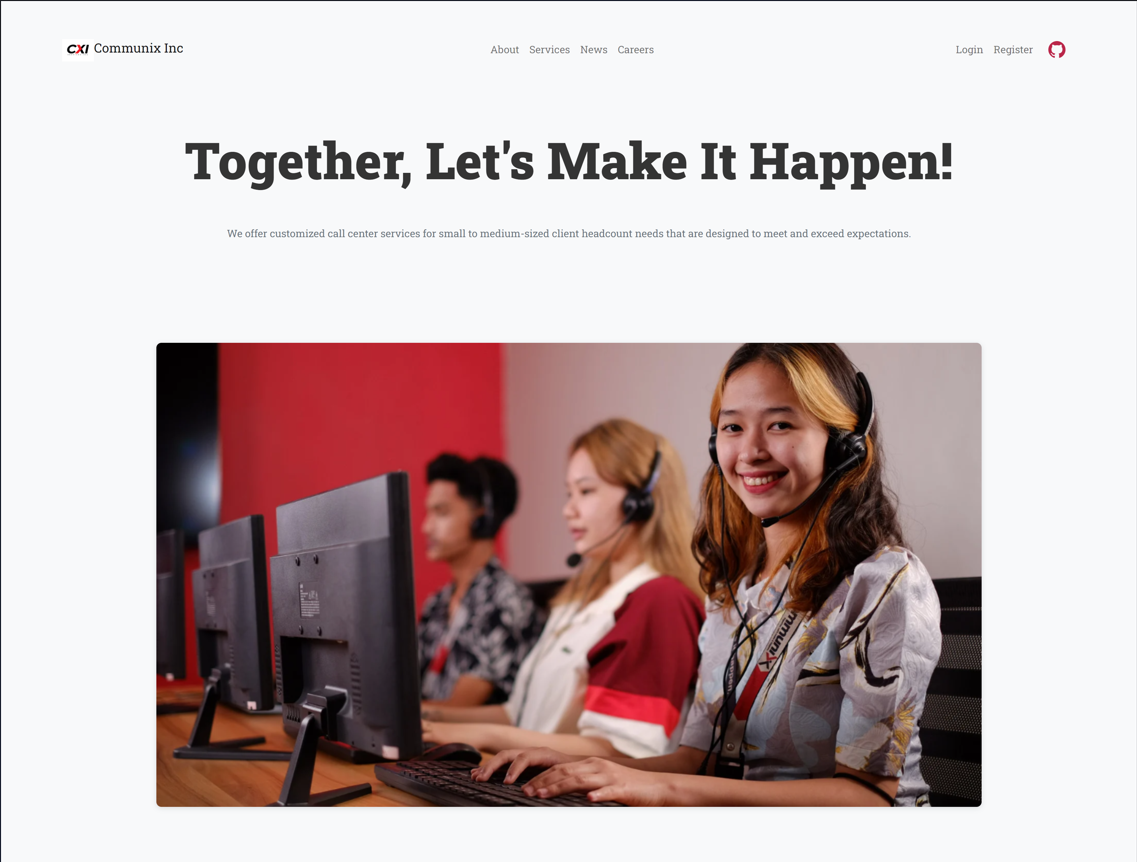 CXI Communix Inc
About Services News Careers
Login Register
Together, Let's Make It Happen!
We offer customized call center services for small to medium-sized client headcount needs that are designed to meet and exceed expectations.